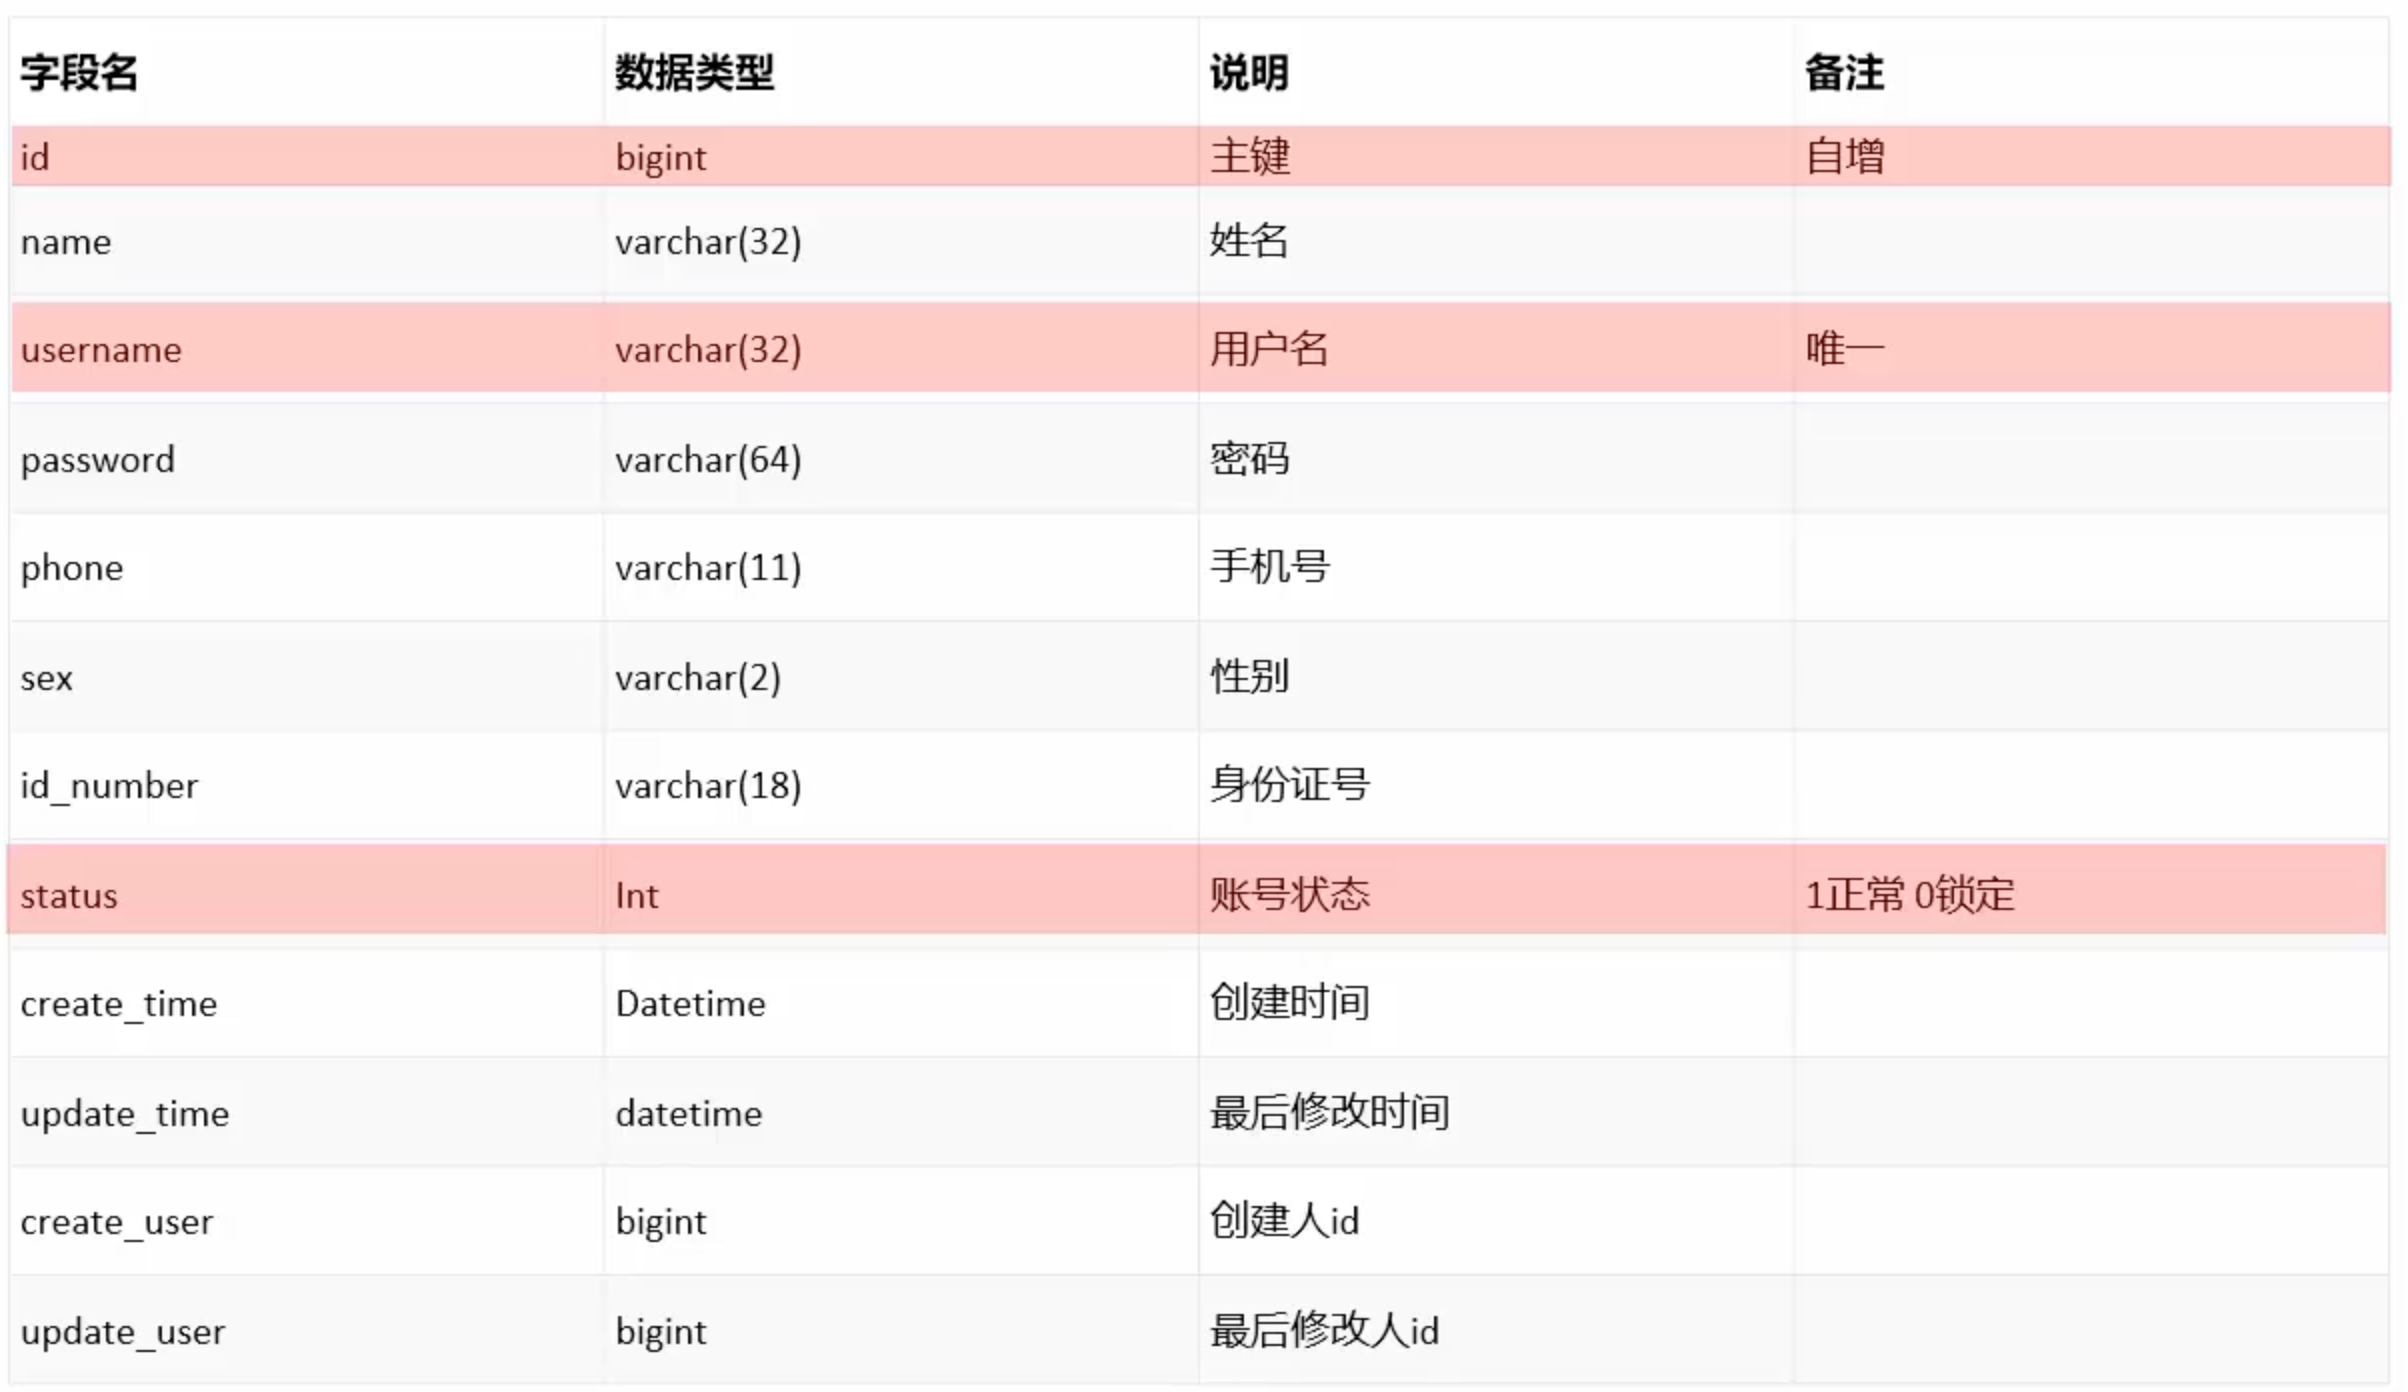 字段名 数据类型 说明 备注
id bigint 主键 自增
name varchar(32) 姓名
username varchar(32) 用户名 唯一
password varchar(64) 密码
phone varchar(11) 手机号
sex varchar(2) 性别
id_number varchar(18) 身份证号
status Int 账号状态 1正常 0锁定
create_time Datetime 创建时间
update_time datetime 最后修改时间
create_user bigint 创建人id
update_user bigint 最后修改人id